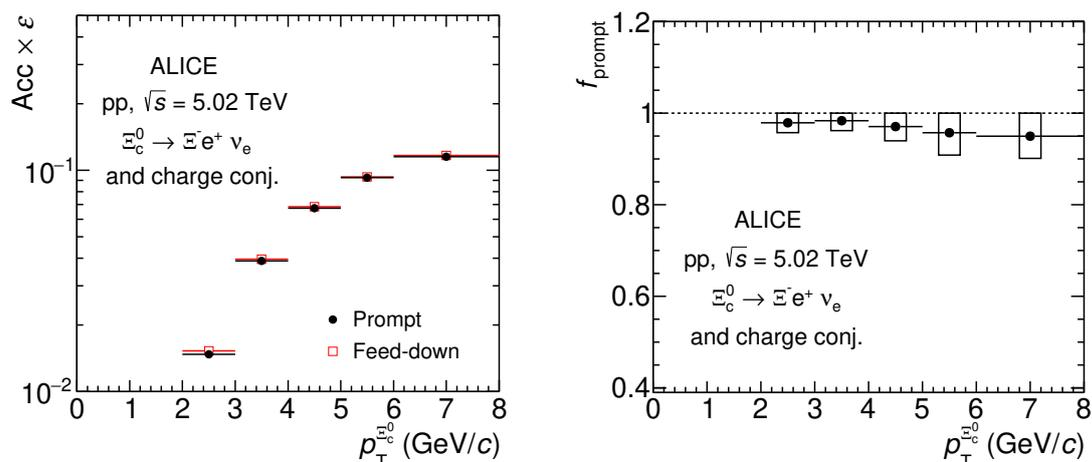 Acc × ε
ALICE
pp, √s = 5.02 TeV
Ξc0 → Ξ-e+ νe
and charge conj.
10−1
10−2
Prompt
Feed-down
0 1 2 3 4 5 6 7 8
pTΞc0 (GeV/c)
fprompt
1.2
1
0.8
0.6
0.4
ALICE
pp, √s = 5.02 TeV
Ξc0 → Ξ-e+ νe
and charge conj.
0 1 2 3 4 5 6 7 8
pTΞc0 (GeV/c)